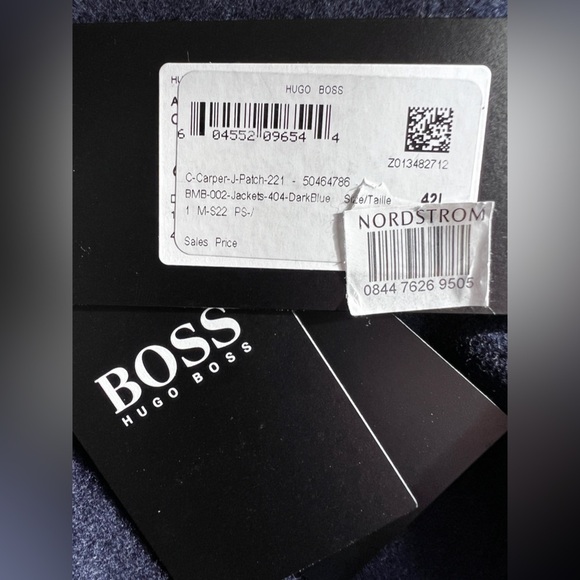 HUGO BOSS
6 04552 09654 4
Z013482712
C-Carper-J-Patch-221 - 50464786
BMB-002-Jackets-404-DarkBlue Size/Taille 42L
1 M-S22 PS-/
Sales Price
NORDSTROM
0844 7626 9505
BOSS
HUGO BOSS